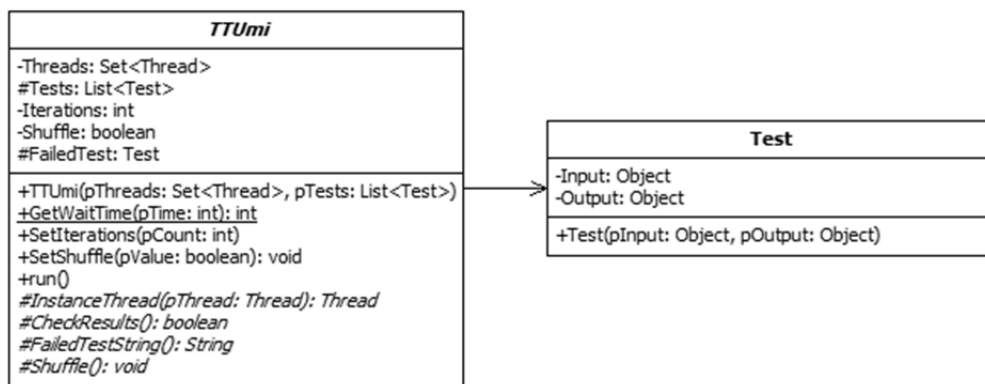 TTUmi
-Threads: Set<Thread>
#Tests: List<Test>
-Iterations: int
-Shuffle: boolean
#FailedTest: Test
+TTUmi(pThreads: Set<Thread>, pTests: List<Test>)
+GetWaitTime(pTime: int): int
+SetIterations(pCount: int)
+SetShuffle(pValue: boolean): void
+run()
#InstanceThread(pThread: Thread): Thread
#CheckResults(): boolean
#FailedTestString(): String
#Shuffle(): void
Test
-Input: Object
-Output: Object
+Test(pInput: Object, pOutput: Object)